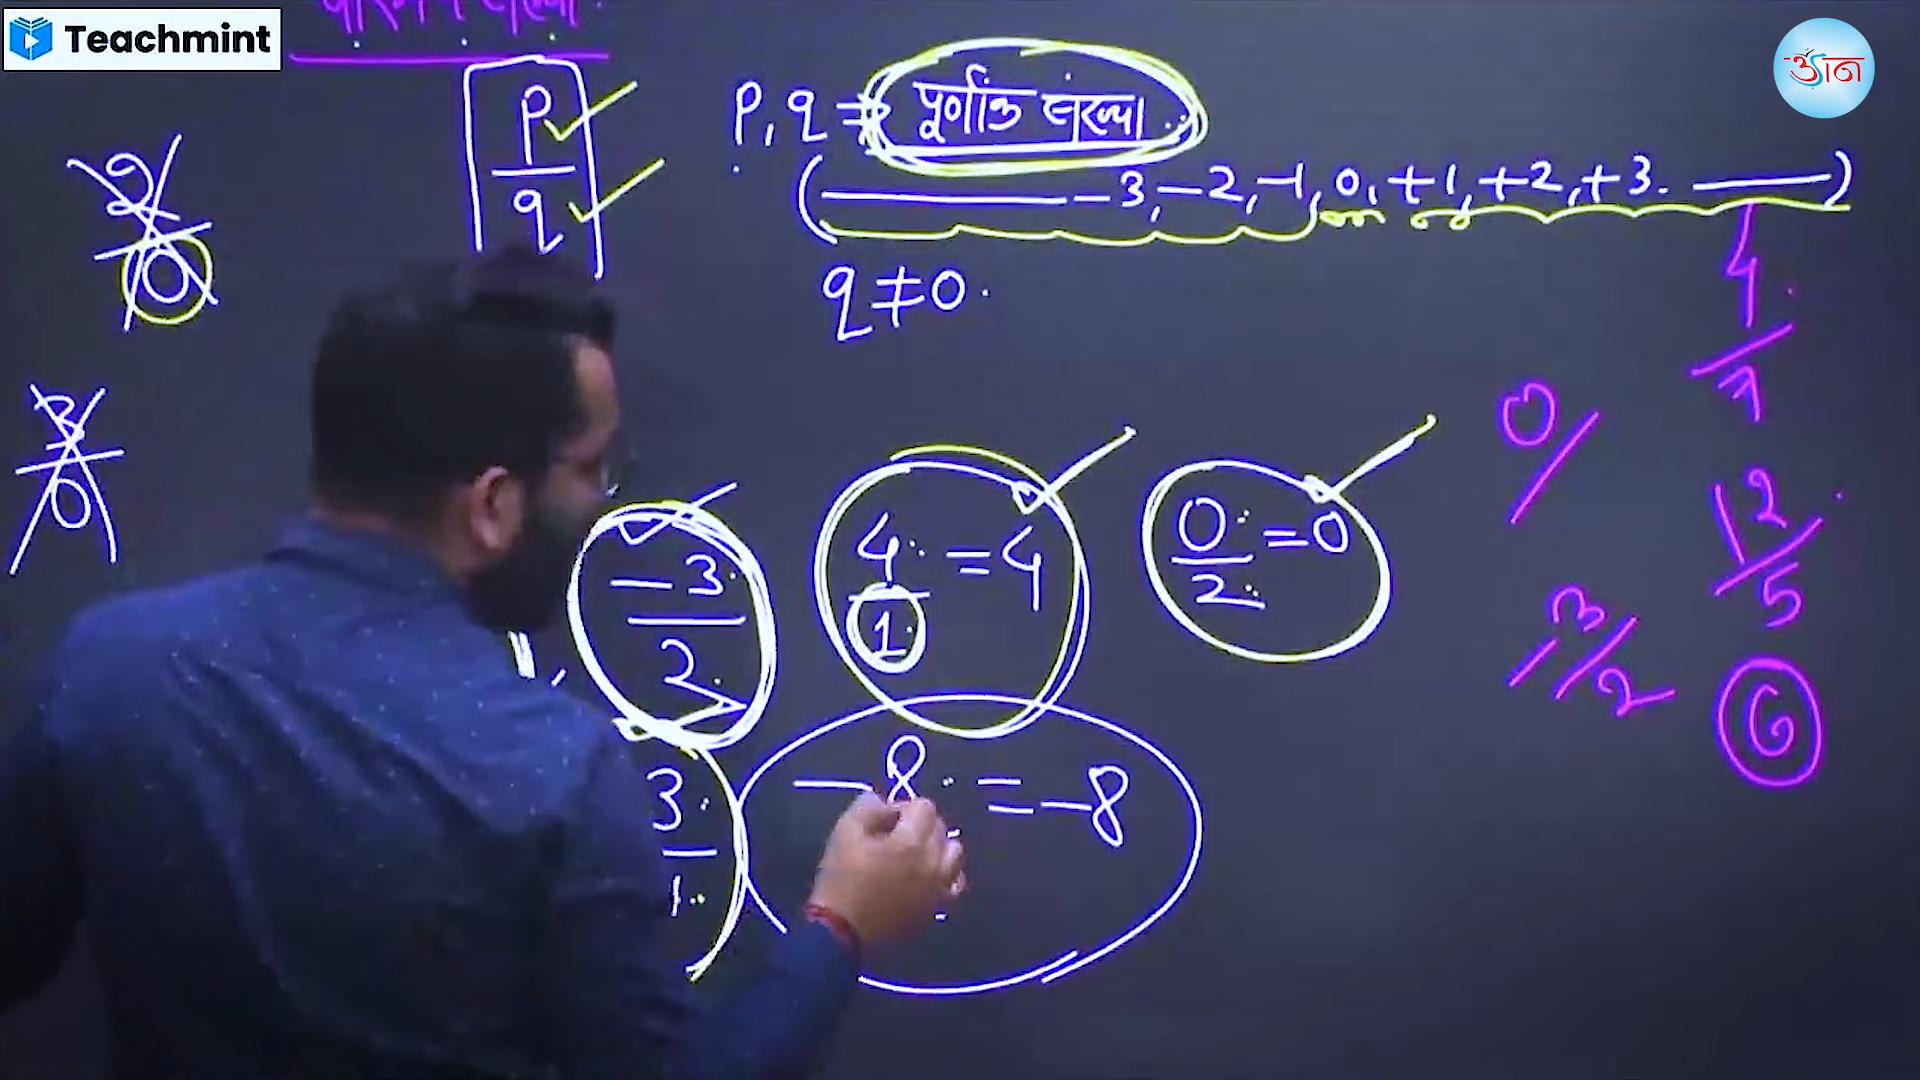 Teachmint
p/q
p, q ⇒ पूर्णांक संख्या
ज्ञान
( —— -3, -2, -1, 0, +1, +2, +3. —— )
q ≠ 0.
2/0
3/0
-3/2
4/1 = 4
0/2 = 0
0/
4/7
12/5
-3/2
6
3/1
-8 = -8